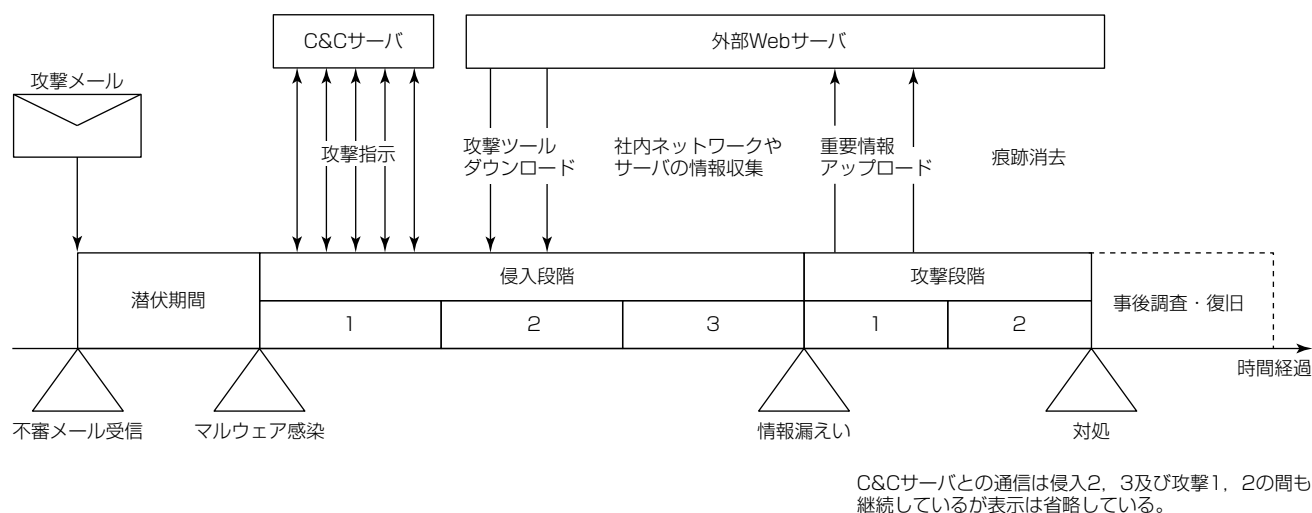 C&Cサーバ
外部Webサーバ
攻撃メール
攻撃指示
攻撃ツール
ダウンロード
社内ネットワークや
サーバの情報収集
重要情報
アップロード
痕跡消去
潜伏期間
侵入段階
攻撃段階
事後調査・復旧
1
2
3
1
2
時間経過
不審メール受信
マルウェア感染
情報漏えい
対処
C&Cサーバとの通信は侵入2，3及び攻撃1，2の間も
継続しているが表示は省略している。